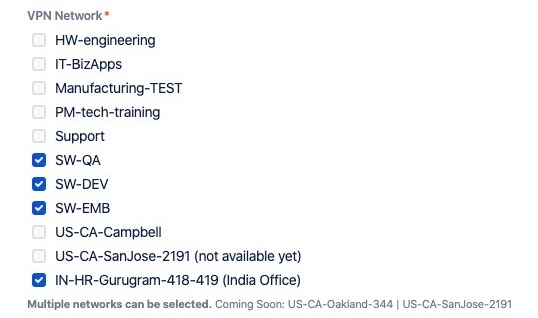 VPN Network*
HW-engineering
IT-BizApps
Manufacturing-TEST
PM-tech-training
Support
SW-QA
SW-DEV
SW-EMB
US-CA-Campbell
US-CA-SanJose-2191 (not available yet)
IN-HR-Gurugram-418-419 (India Office)
Multiple networks can be selected. Coming Soon: US-CA-Oakland-344 | US-CA-SanJose-2191